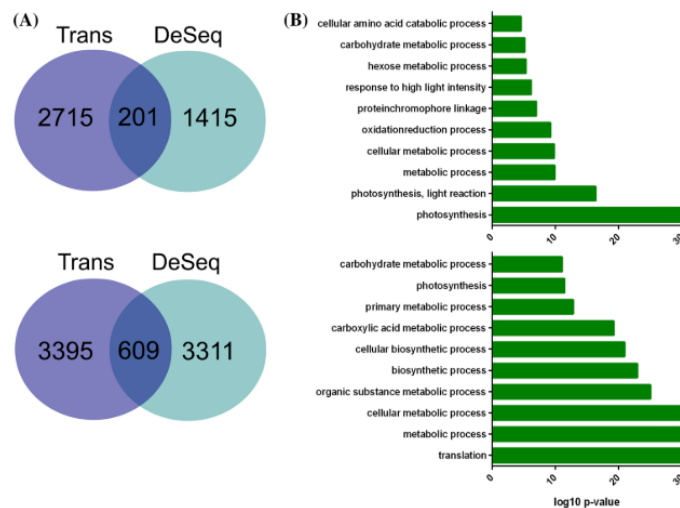 (A)
Trans DeSeq
2715 201 1415
Trans DeSeq
3395 609 3311
(B)
cellular amino acid catabolic process
carbohydrate metabolic process
hexose metabolic process
response to high light intensity
proteinchromophore linkage
oxidationreduction process
cellular metabolic process
metabolic process
photosynthesis, light reaction
photosynthesis
0 10 20 30
carbohydrate metabolic process
photosynthesis
primary metabolic process
carboxylic acid metabolic process
cellular biosynthetic process
biosynthetic process
organic substance metabolic process
cellular metabolic process
metabolic process
translation
0 10 20 30
log10 p-value